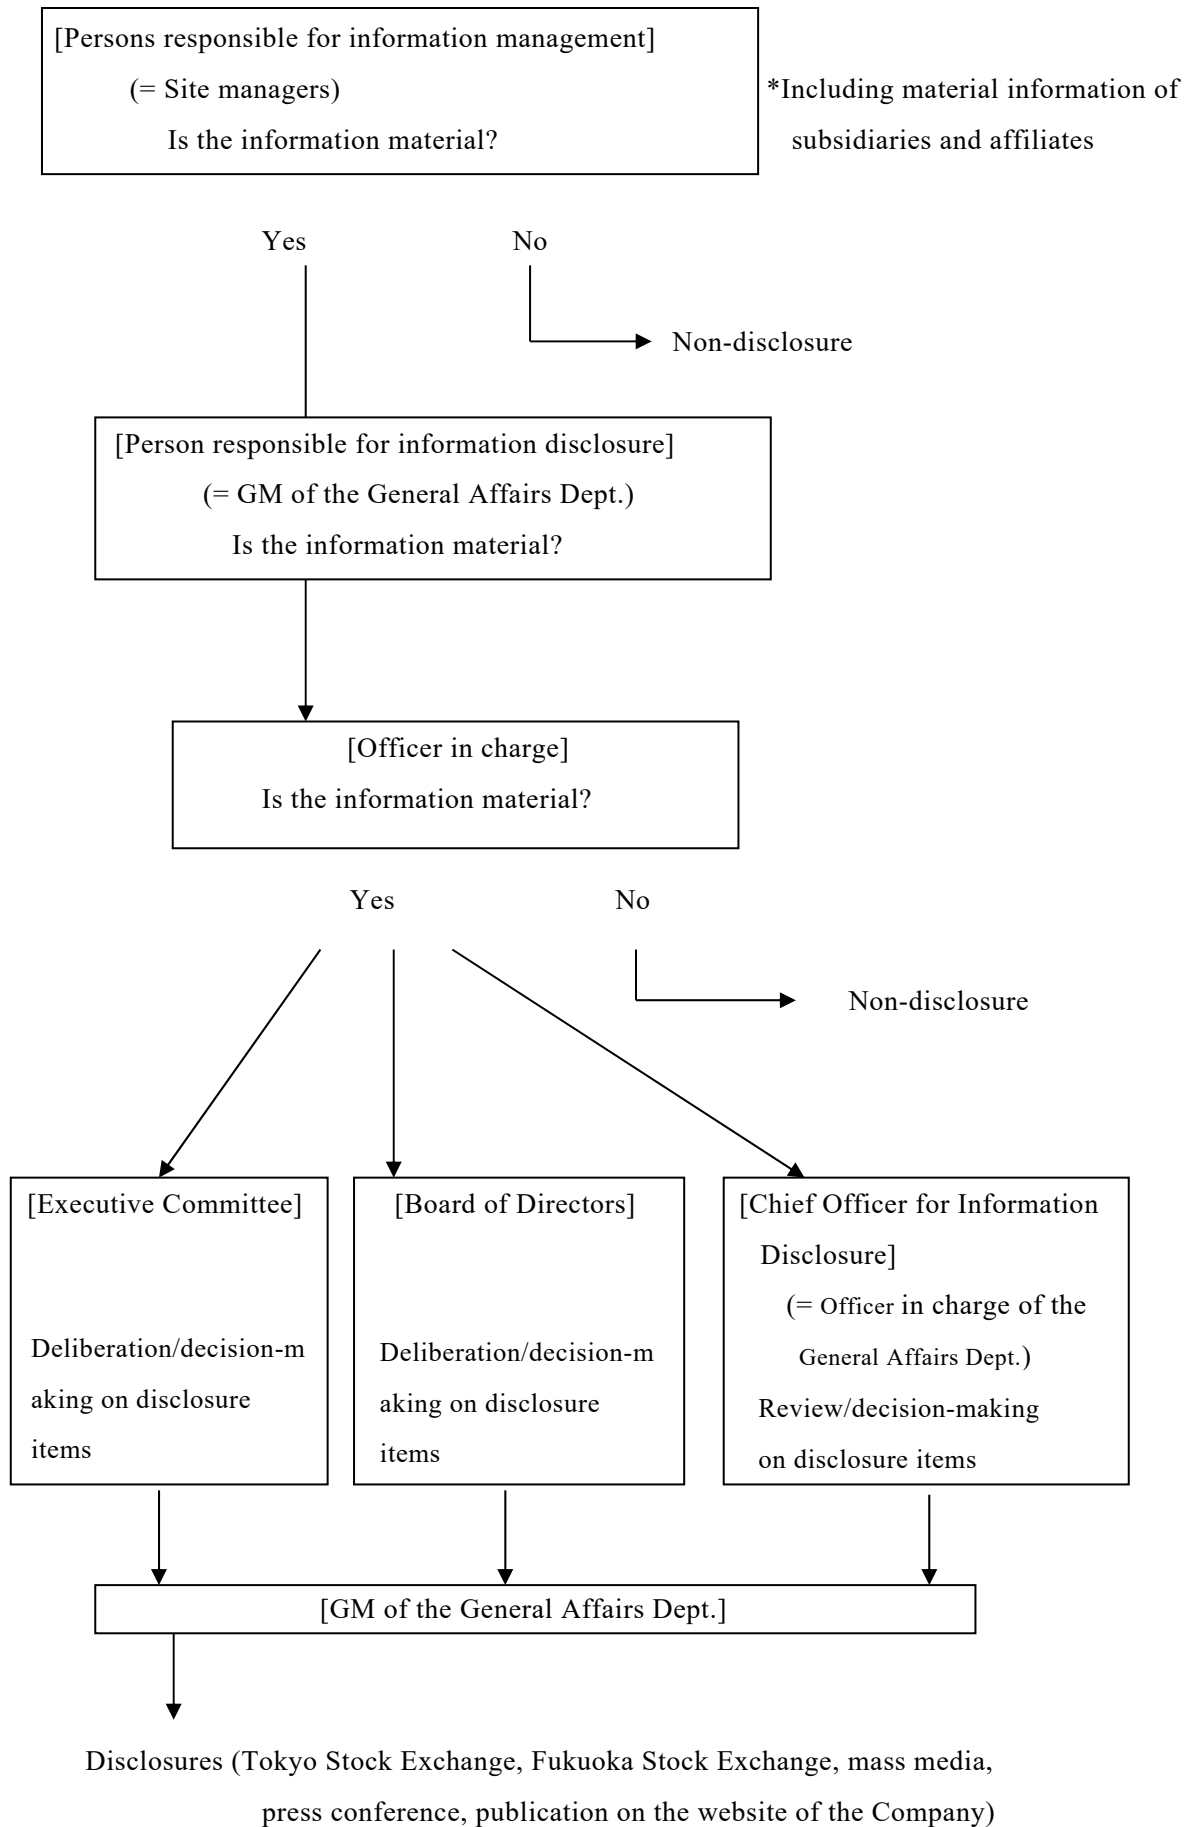 [Persons responsible for information management]
(= Site managers)
Is the information material?
*Including material information of
subsidiaries and affiliates
Yes
No
Non-disclosure
[Person responsible for information disclosure]
(= GM of the General Affairs Dept.)
Is the information material?
[Officer in charge]
Is the information material?
Yes
No
Non-disclosure
[Executive Committee]
Deliberation/decision-m
aking on disclosure
items
[Board of Directors]
Deliberation/decision-m
aking on disclosure
items
[Chief Officer for Information
Disclosure]
(= Officer in charge of the
General Affairs Dept.)
Review/decision-making
on disclosure items
[GM of the General Affairs Dept.]
Disclosures (Tokyo Stock Exchange, Fukuoka Stock Exchange, mass media,
press conference, publication on the website of the Company)